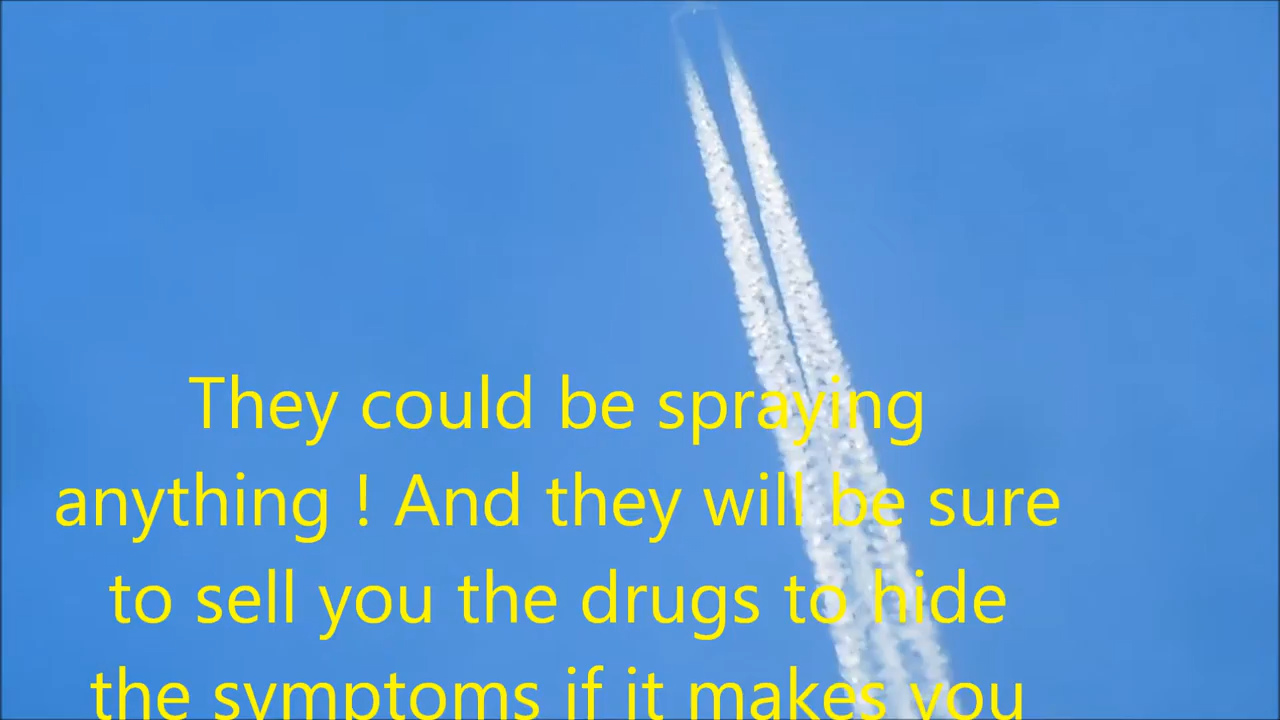 They could be spraying
anything ! And they will be sure
to sell you the drugs to hide
the symptoms if it makes you